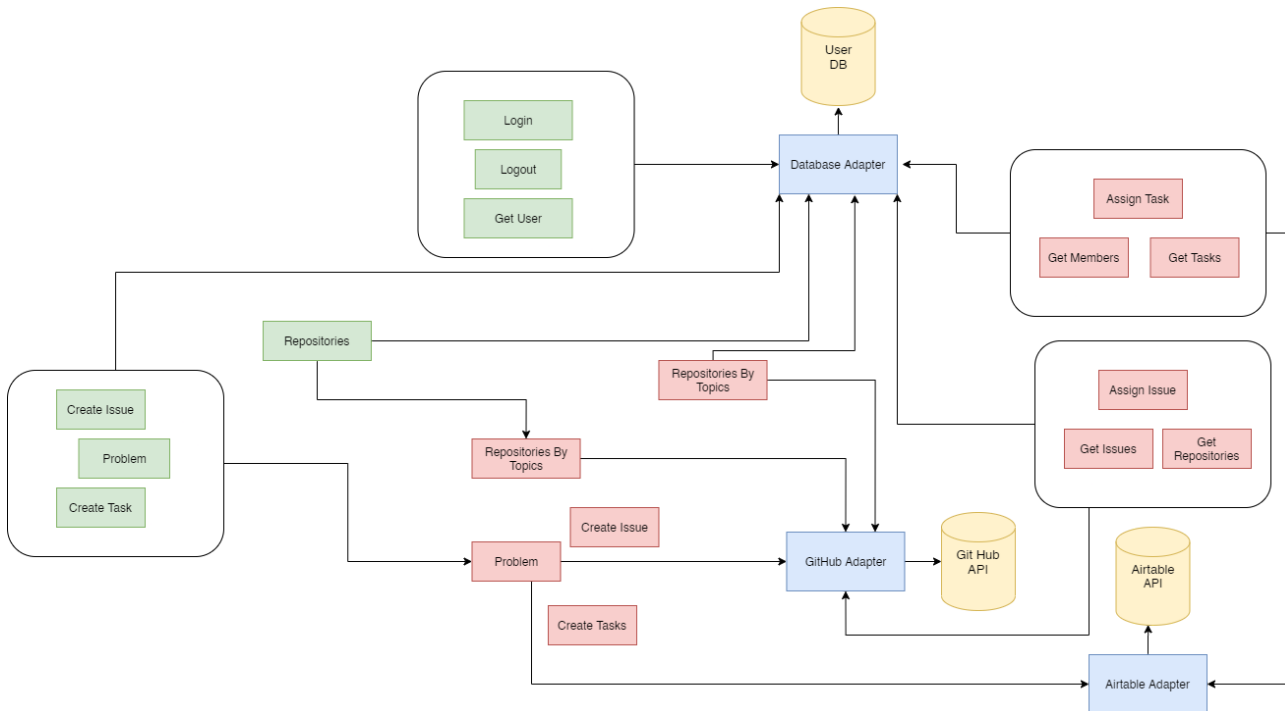 User
DB
Login
Logout
Get User
Database Adapter
Assign Task
Get Members
Get Tasks
Repositories
Repositories By
Topics
Create Issue
Problem
Create Task
Repositories By
Topics
Assign Issue
Get Issues
Get
Repositories
Create Issue
Problem
GitHub Adapter
Git Hub
API
Airtable
API
Create Tasks
Airtable Adapter